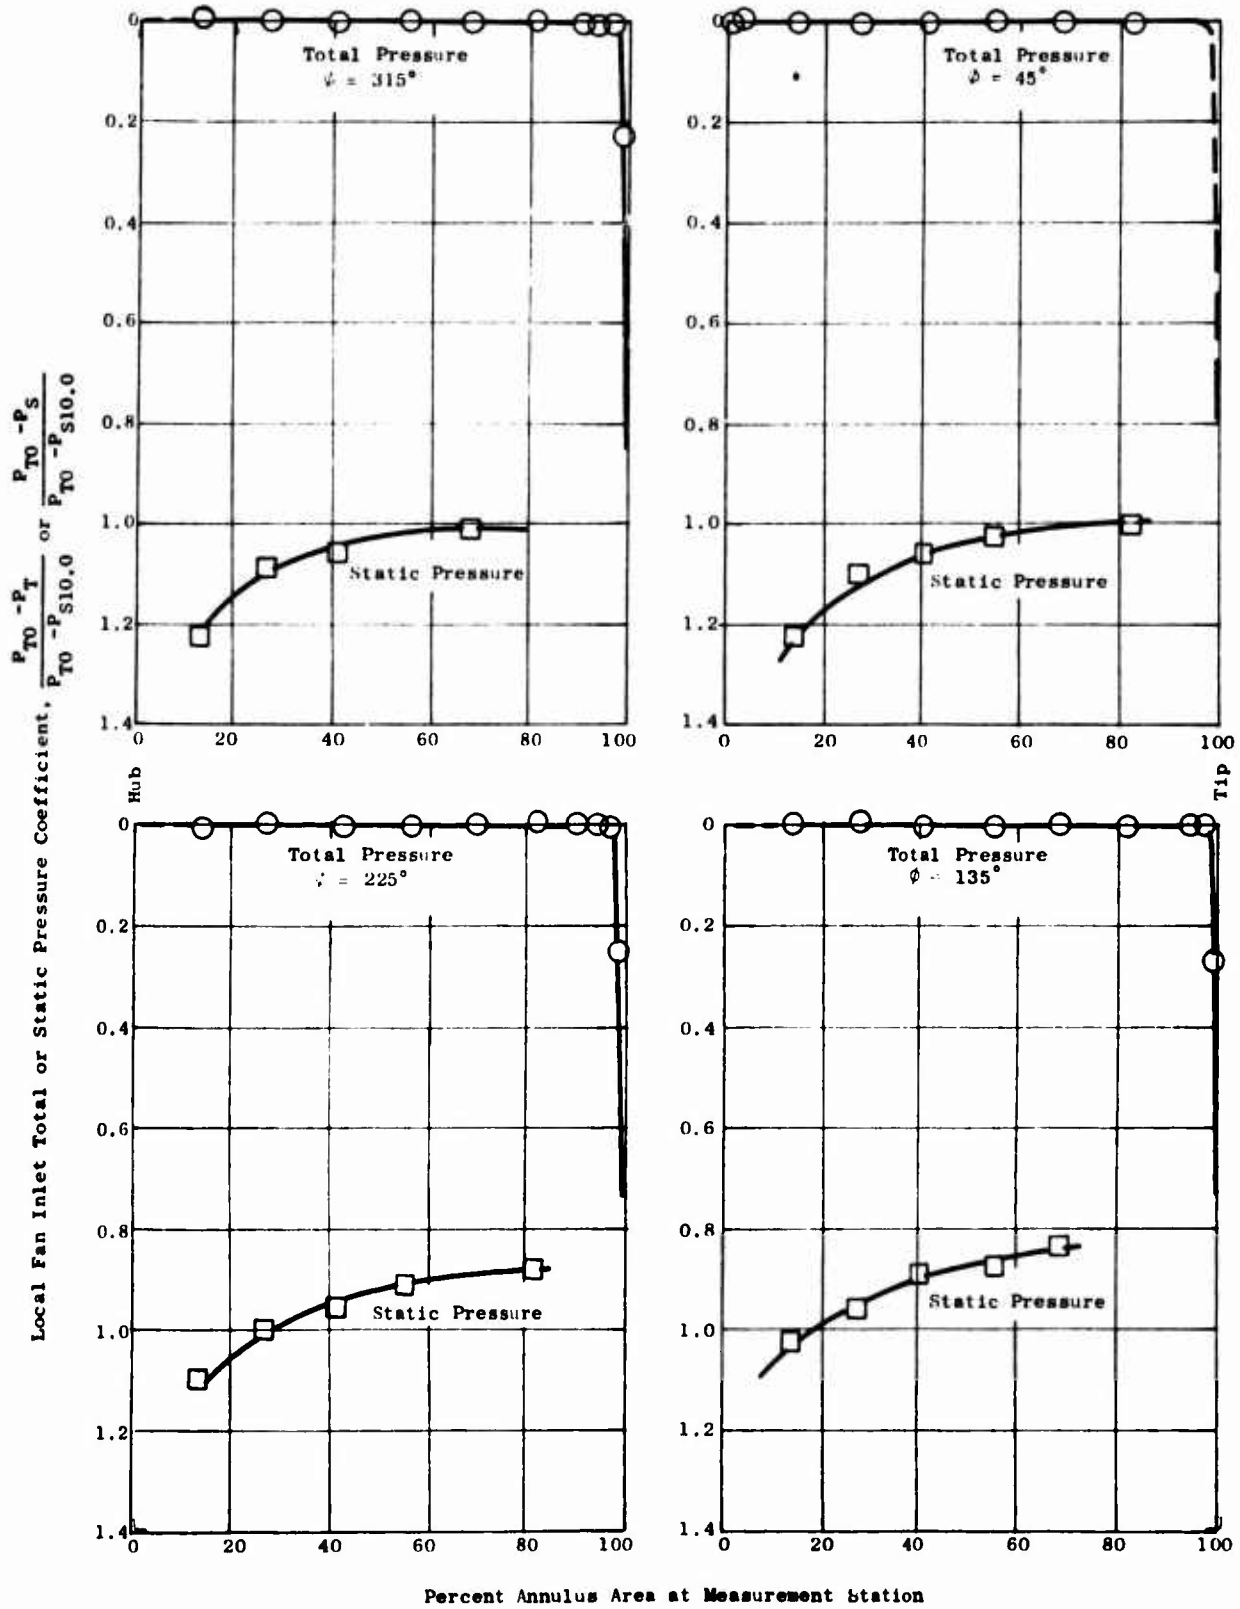 Local Fan Inlet Total or Static Pressure Coefficient, P_TO -P_T / P_TO -P_S10.0 or P_TO -P_S / P_TO -P_S10.0
0
0.2
0.4
0.6
0.8
1.0
1.2
1.4
Total Pressure
= 315°
Static Pressure
0 20 40 60 80 100
Hub
0
0.2
0.4
0.6
0.8
1.0
1.2
1.4
Total Pressure
ϕ = 45°
Static Pressure
0 20 40 60 80 100
Tip
0
0.2
0.4
0.6
0.8
1.0
1.2
1.4
Total Pressure
= 225°
Static Pressure
0 20 40 60 80 100
0
0.2
0.4
0.6
0.8
1.0
1.2
1.4
Total Pressure
ϕ = 135°
Static Pressure
0 20 40 60 80 100
Percent Annulus Area at Measurement Station